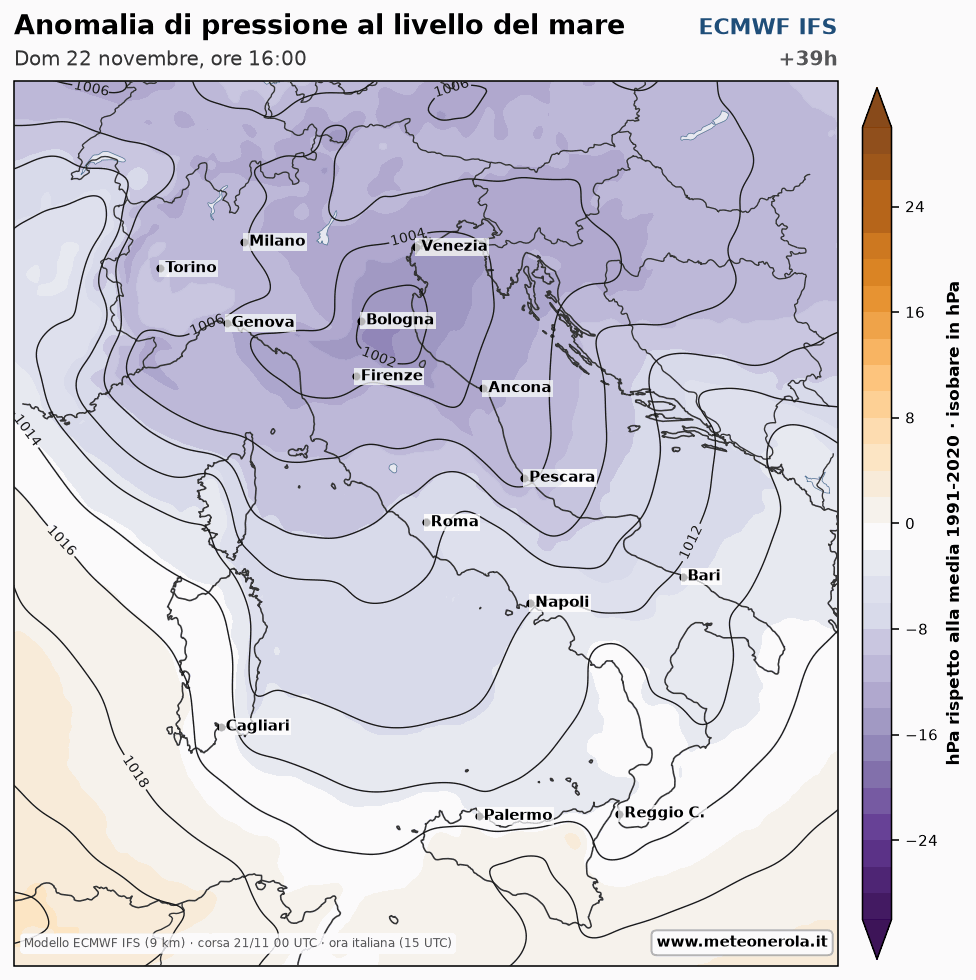 Anomalia di pressione al livello del mare
ECMWF IFS
Dom 22 novembre, ore 16:00
+39h
1006
1006
1004
Venezia
Milano
Torino
1006
Genova
Bologna
1002
Firenze
Ancona
1014
Pescara
1016
Roma
1012
Bari
Napoli
Cagliari
1018
Palermo
Reggio C.
24
16
8
0
−8
−16
−24
hPa rispetto alla media 1991-2020 · isobare in hPa
Modello ECMWF IFS (9 km) · corsa 21/11 00 UTC · ora italiana (15 UTC)
www.meteonerola.it